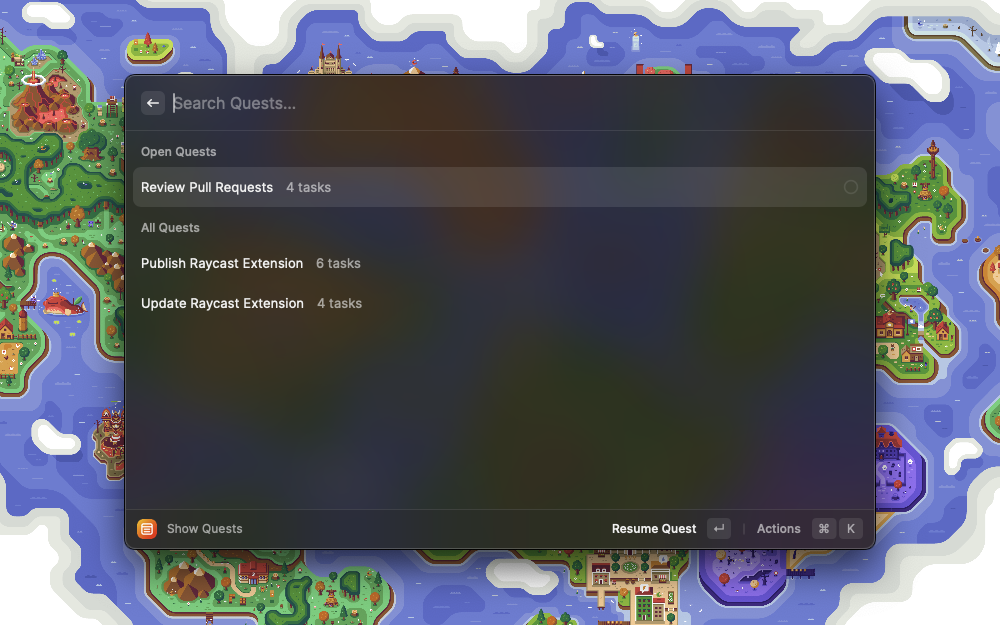 Search Quests...
Open Quests
Review Pull Requests 4 tasks
All Quests
Publish Raycast Extension 6 tasks
Update Raycast Extension 4 tasks
Show Quests Resume Quest ↵ Actions ⌘ K